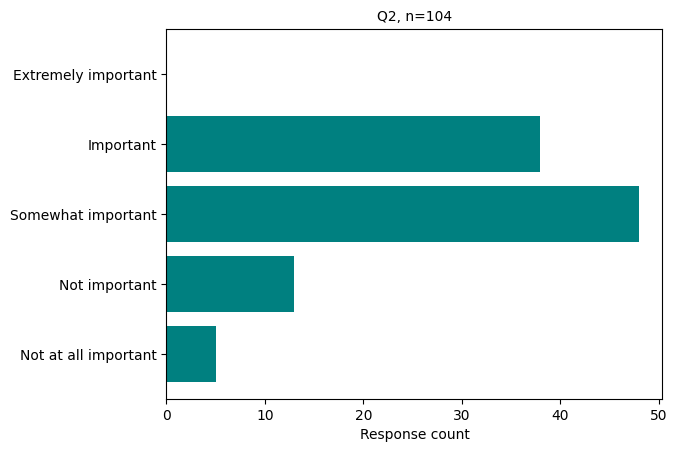 Q2, n=104
Extremely important
Important
Somewhat important
Not important
Not at all important
0 10 20 30 40 50
Response count